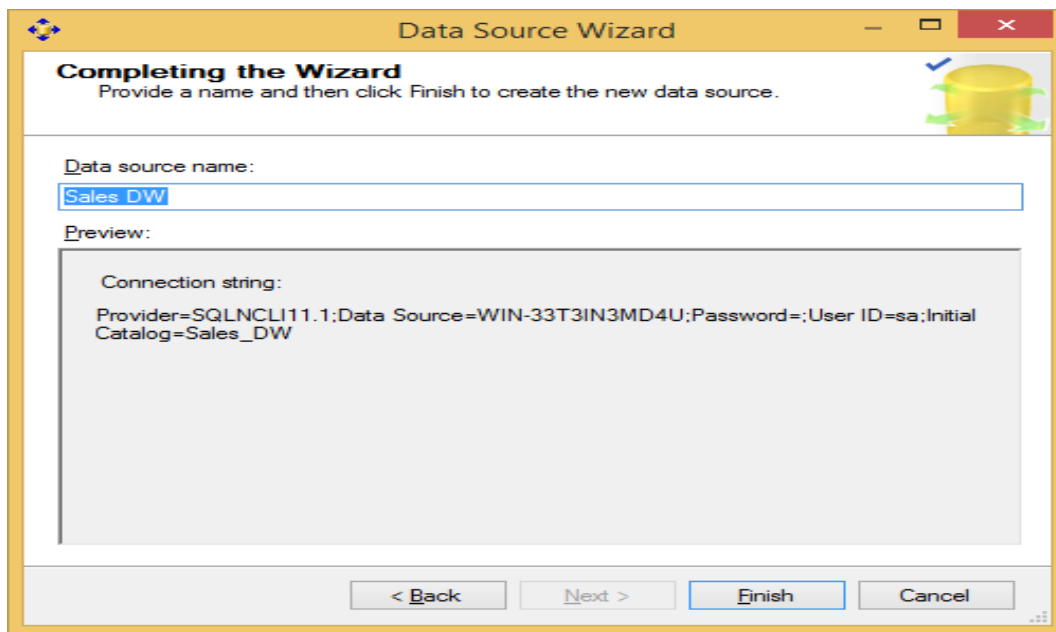 Data Source Wizard
Completing the Wizard
Provide a name and then click Finish to create the new data source.
Data source name:
Sales DW
Preview:
Connection string:
Provider=SQLNCLI11.1;Data Source=WIN-33T3IN3MD4U;Password=;User ID=sa;Initial
Catalog=Sales_DW
< Back Next > Finish Cancel